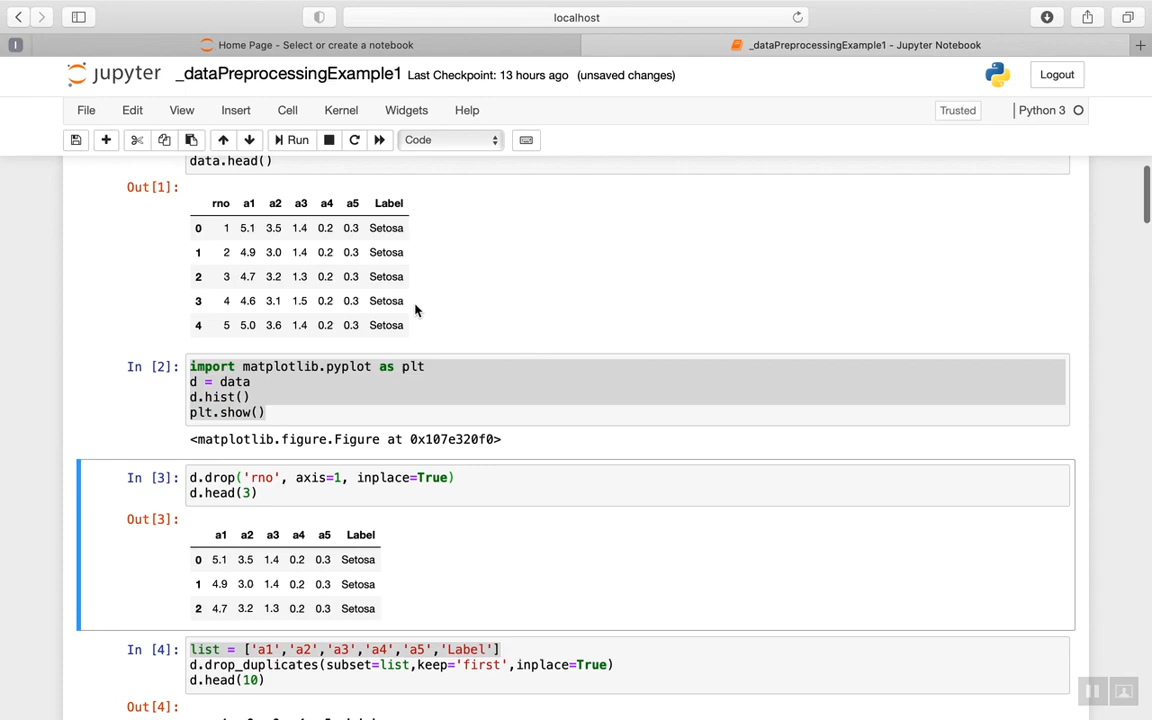 localhost
I
Home Page - Select or create a notebook
_dataPreprocessingExample1 - Jupyter Notebook
jupyter _dataPreprocessingExample1 Last Checkpoint: 13 hours ago (unsaved changes)
Logout
File Edit View Insert Cell Kernel Widgets Help
Trusted
Python 3
Run
Code
data.head()
Out[1]:
rno a1 a2 a3 a4 a5 Label
0 1 5.1 3.5 1.4 0.2 0.3 Setosa
1 2 4.9 3.0 1.4 0.2 0.3 Setosa
2 3 4.7 3.2 1.3 0.2 0.3 Setosa
3 4 4.6 3.1 1.5 0.2 0.3 Setosa
4 5 5.0 3.6 1.4 0.2 0.3 Setosa
In [2]: import matplotlib.pyplot as plt
d = data
d.hist()
plt.show()
<matplotlib.figure.Figure at 0x107e320f0>
In [3]: d.drop('rno', axis=1, inplace=True)
d.head(3)
Out[3]:
a1 a2 a3 a4 a5 Label
0 5.1 3.5 1.4 0.2 0.3 Setosa
1 4.9 3.0 1.4 0.2 0.3 Setosa
2 4.7 3.2 1.3 0.2 0.3 Setosa
In [4]: list = ['a1','a2','a3','a4','a5','Label']
d.drop_duplicates(subset=list,keep='first',inplace=True)
d.head(10)
Out[4]: